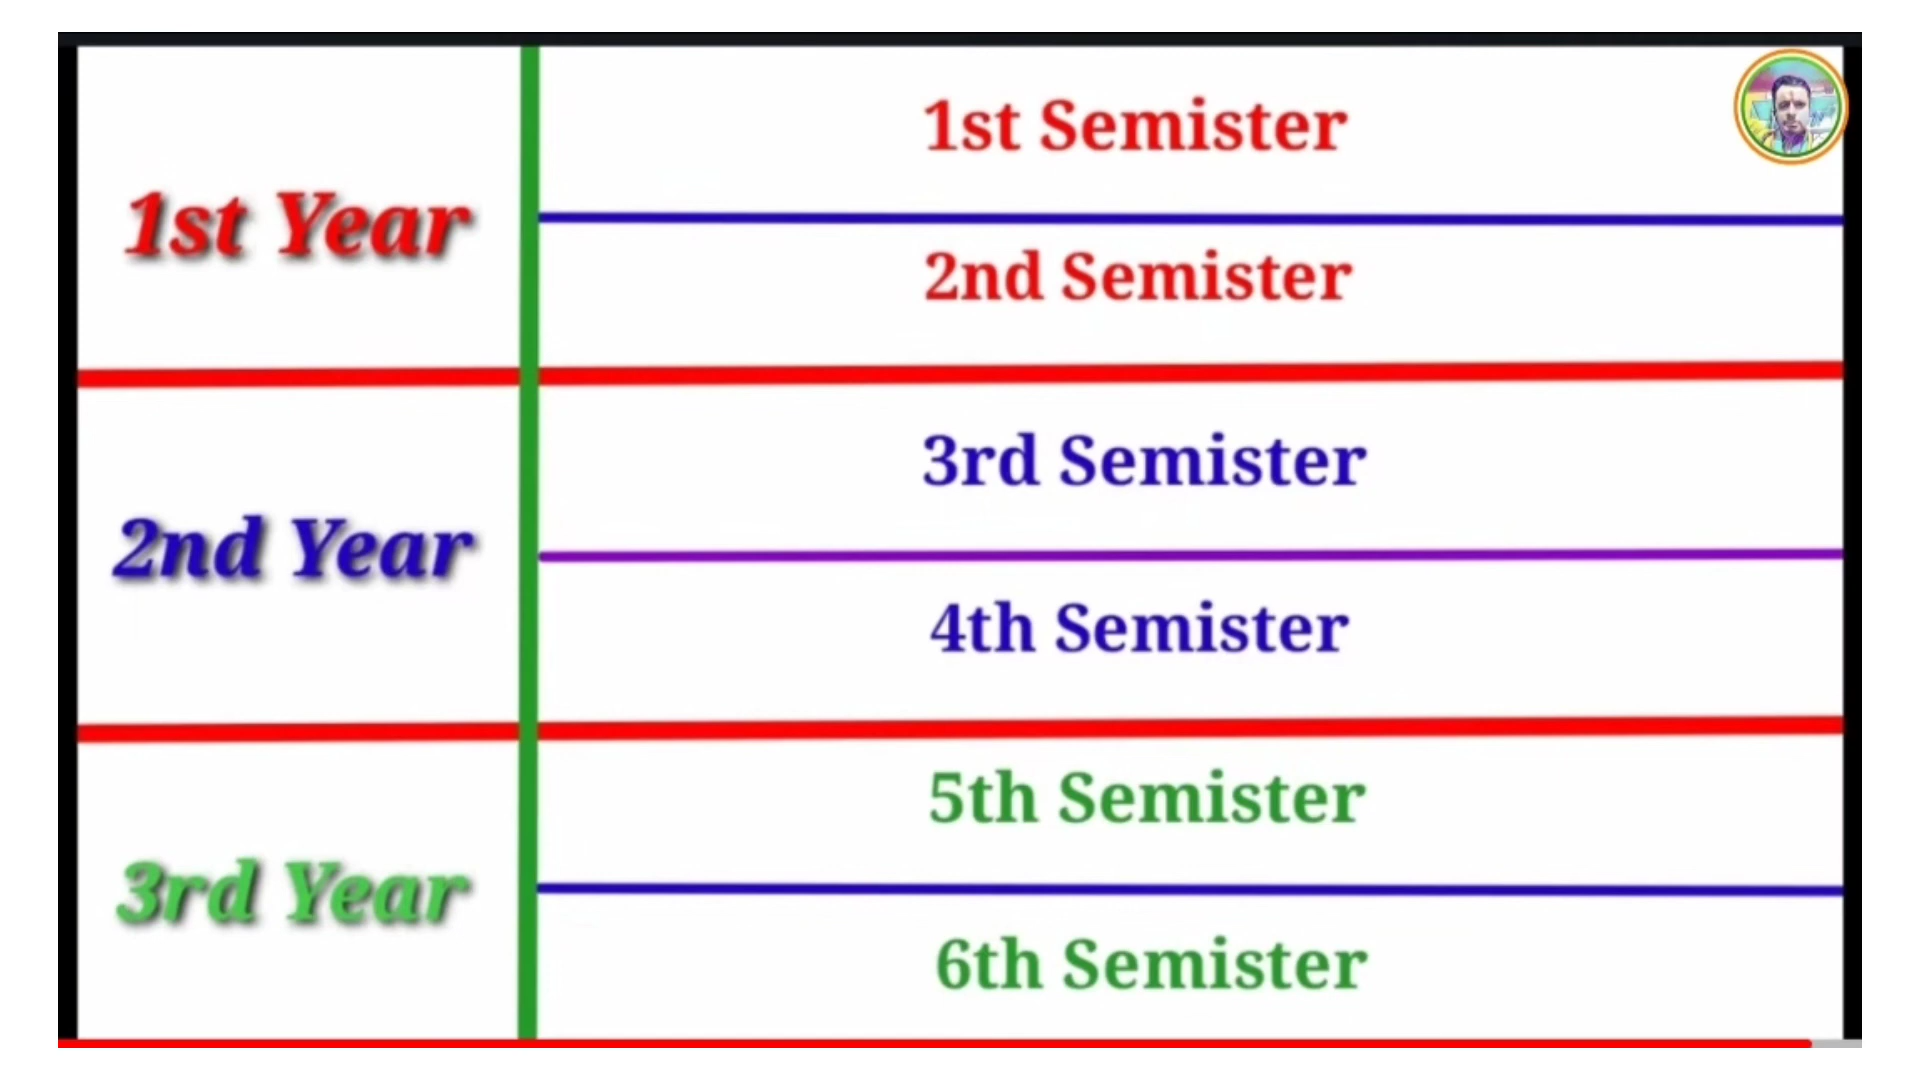 1st Year
1st Semister
2nd Semister
2nd Year
3rd Semister
4th Semister
3rd Year
5th Semister
6th Semister